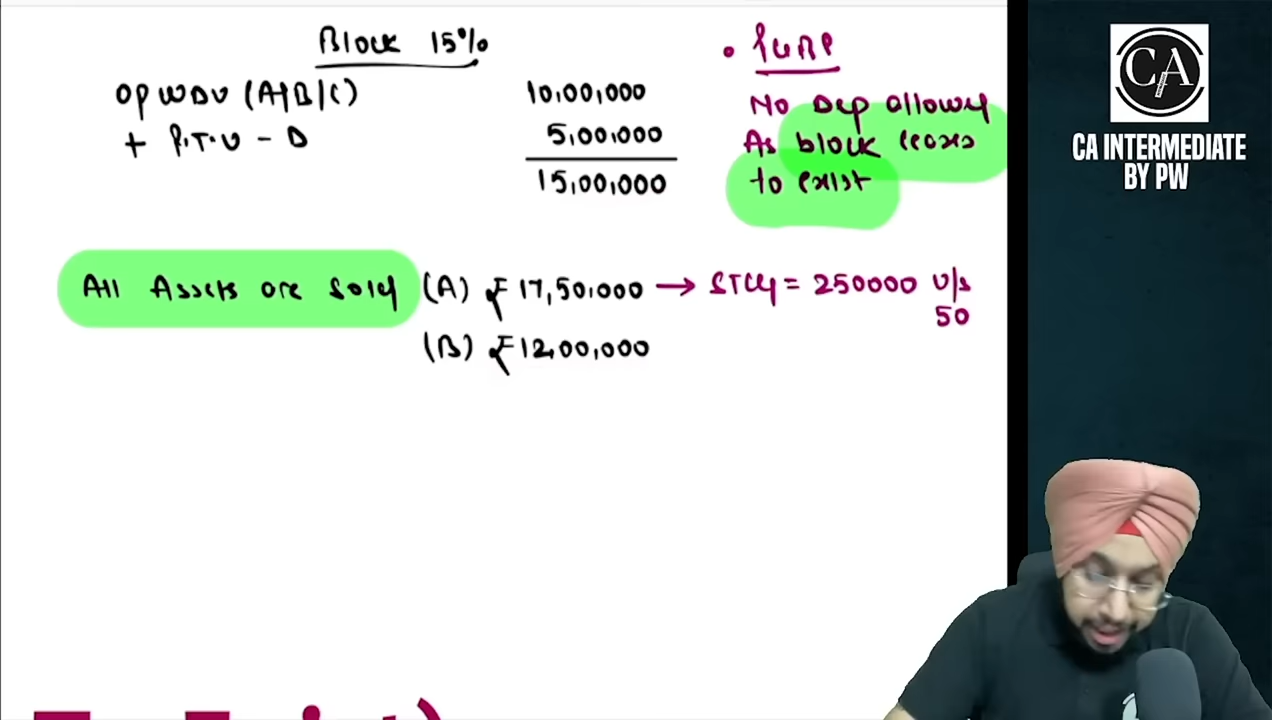 Block 15%
Op WDV (A/B/C) 10,00,000
+ P.T.Y - D 5,00,000
15,00,000
• PGBP
No Dep allowed
As block ceases
to exist
All Assets are sold (A) ₹17,50,000 → STCG = 250000 u/s
50
(B) ₹12,00,000
CA
CA INTERMEDIATE
BY PW